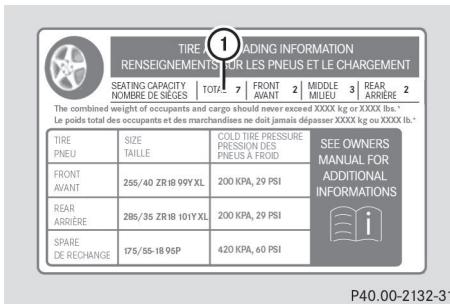 TIRE ADING INFORMATION
RENSEIGNEMENTS SUR LES PNEUS ET LE CHARGEMENT
1
SEATING CAPACITY TOTAL 7 FRONT 2 MIDDLE 3 REAR 2
NOMBRE DE SIÈGES AVANT MILIEU ARRIÈRE
The combined weight of occupants and cargo should never exceed XXXX kg or XXXX lbs.*
Le poids total des occupants et des marchandises ne doit jamais dépasser XXXX kg ou XXXX lb.*
TIRE SIZE COLD TIRE PRESSURE
PNEU TAILLE PRESSION DES
PNEUS À FROID
SEE OWNERS
MANUAL FOR
ADDITIONAL
INFORMATIONS
i
FRONT
AVANT 255/40 ZR18 99Y XL 200 KPA, 29 PSI
REAR
ARRIÈRE 285/35 ZR18 101Y XL 200 KPA, 29 PSI
SPARE
DE RECHANGE 175/55-18 95P 420 KPA, 60 PSI
P40.00-2132-31